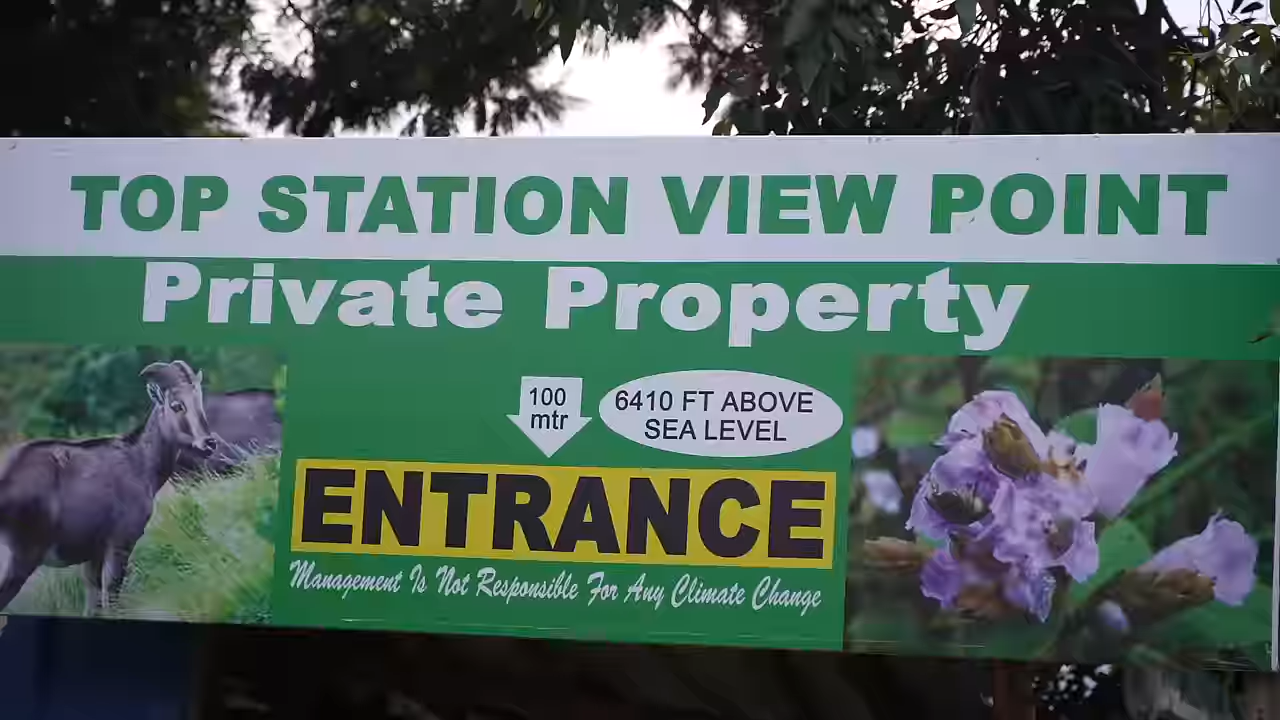 TOP STATION VIEW POINT
Private Property
100
mtr
6410 FT ABOVE
SEA LEVEL
ENTRANCE
Management Is Not Responsible For Any Climate Change